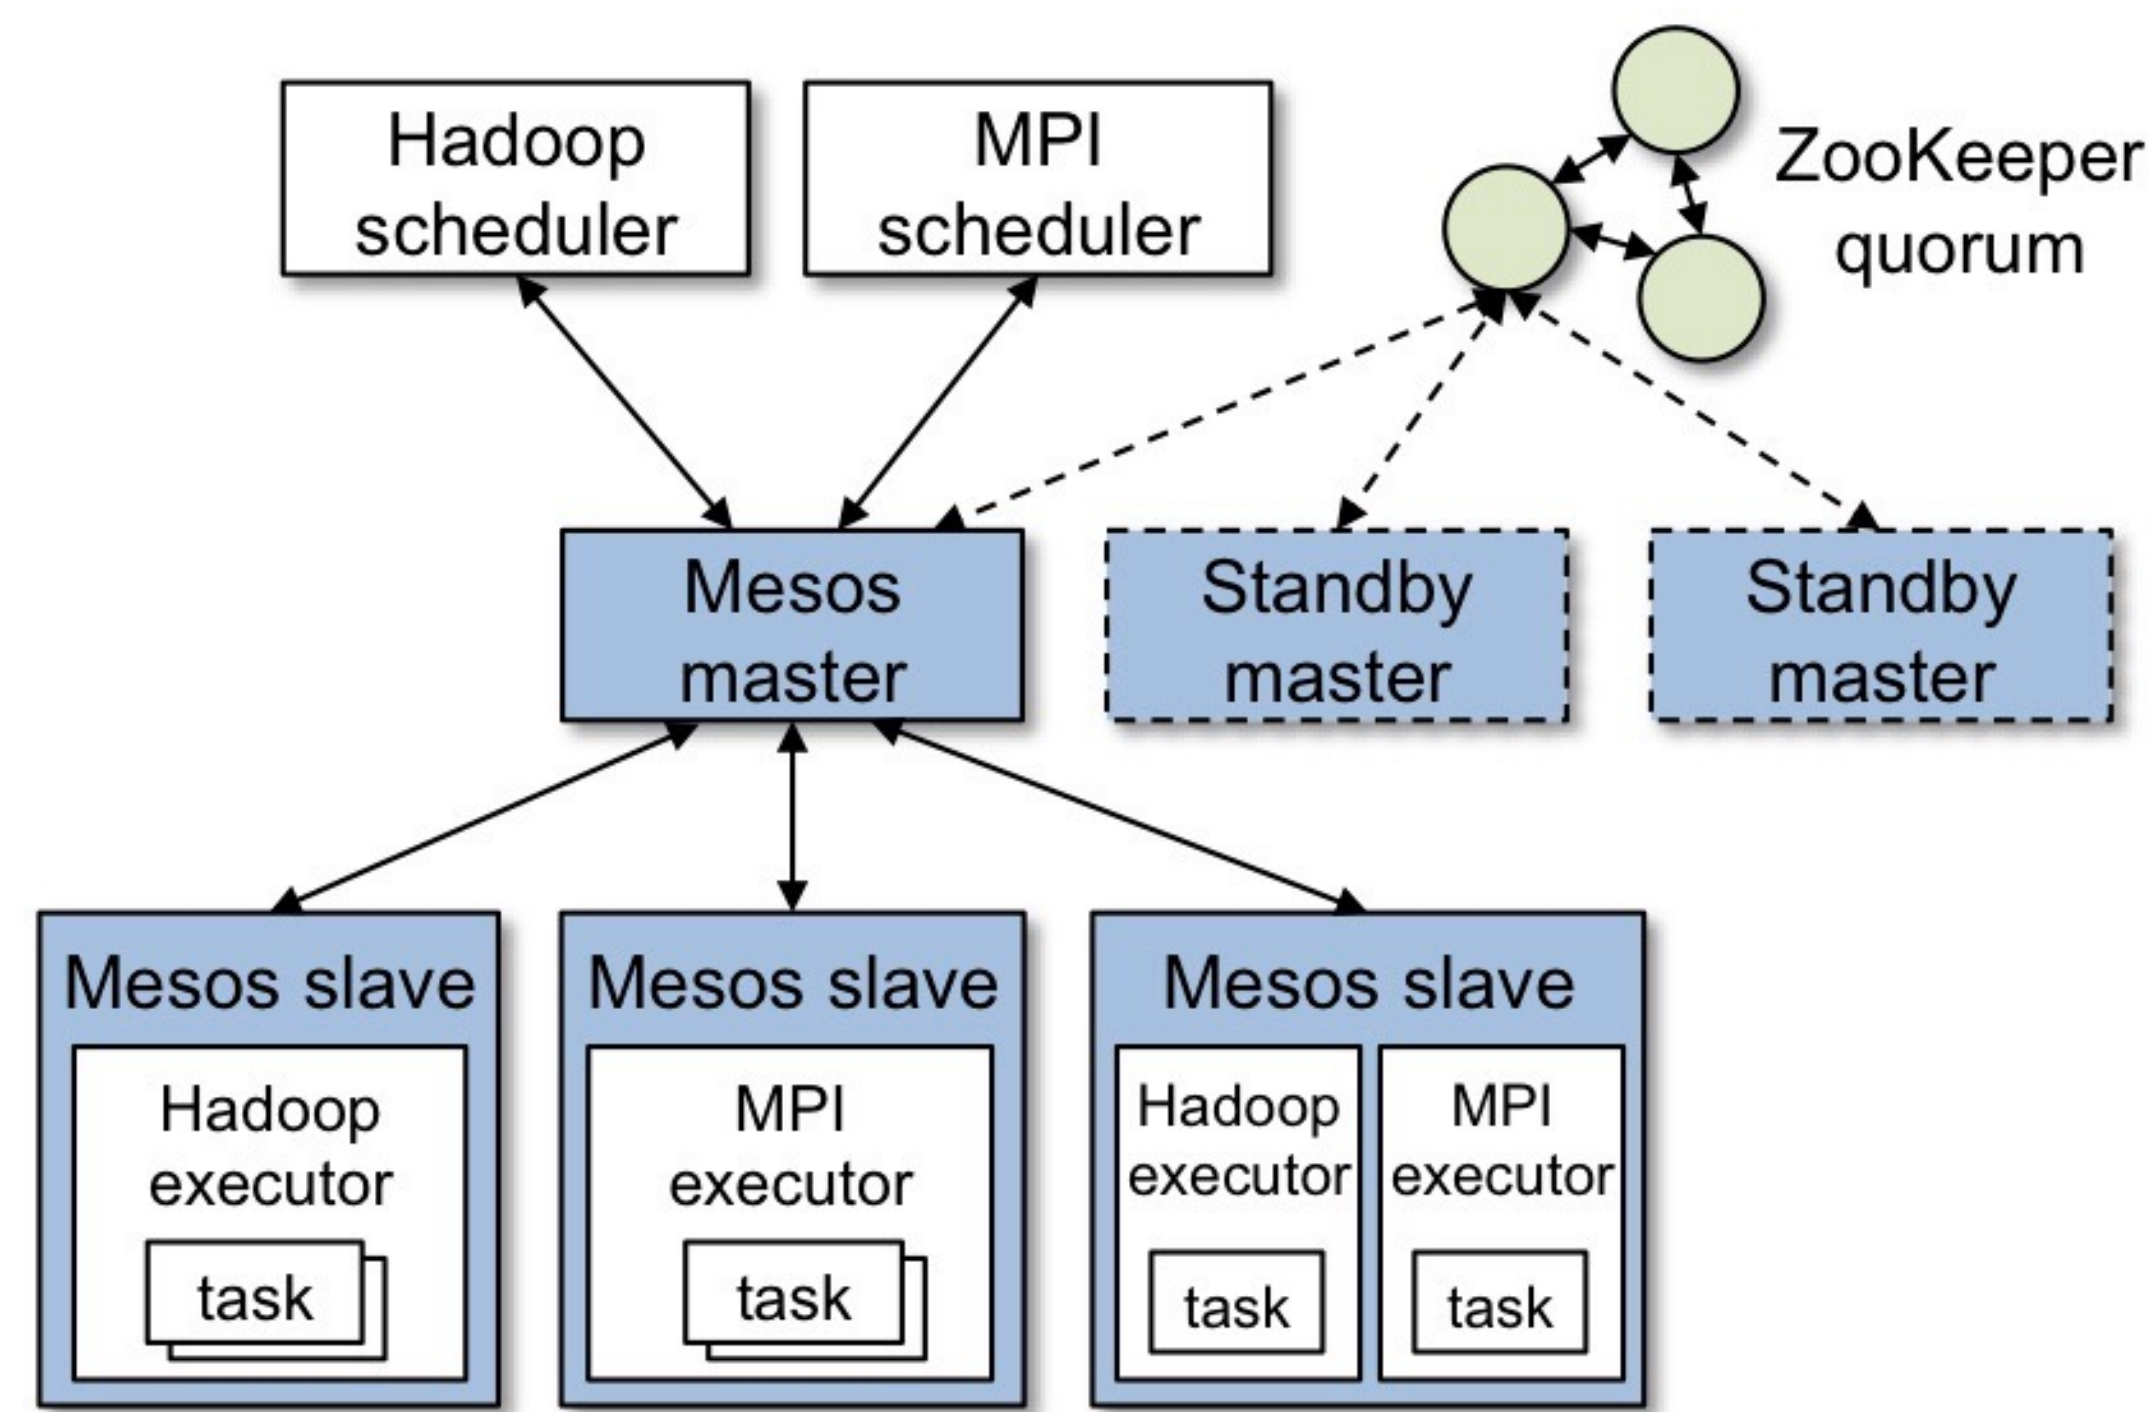 Hadoop
scheduler
MPI
scheduler
ZooKeeper
quorum
Mesos
master
Standby
master
Standby
master
Mesos slave
Hadoop
executor
task
Mesos slave
MPI
executor
task
Mesos slave
Hadoop
executor
task
MPI
executor
task